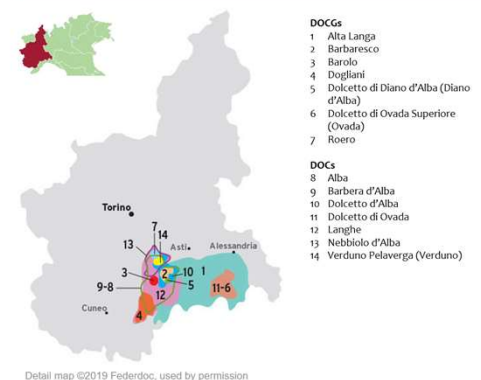 DOCGs
1 Alta Langa
2 Barbaresco
3 Barolo
4 Dogliani
5 Dolcetto di Diano d'Alba (Diano
d'Alba)
6 Dolcetto di Ovada Superiore
(Ovada)
7 Roero
DOCs
8 Alba
9 Barbera d'Alba
10 Dolcetto d'Alba
11 Dolcetto di Ovada
12 Langhe
13 Nebbiolo d'Alba
14 Verduno Pelaverga (Verduno)
Torino
7
14
13
Asti
Alessandria
3
2
10
1
9-8
5
12
11-6
Cuneo
4
Detail map ©2019 Federdoc, used by permission